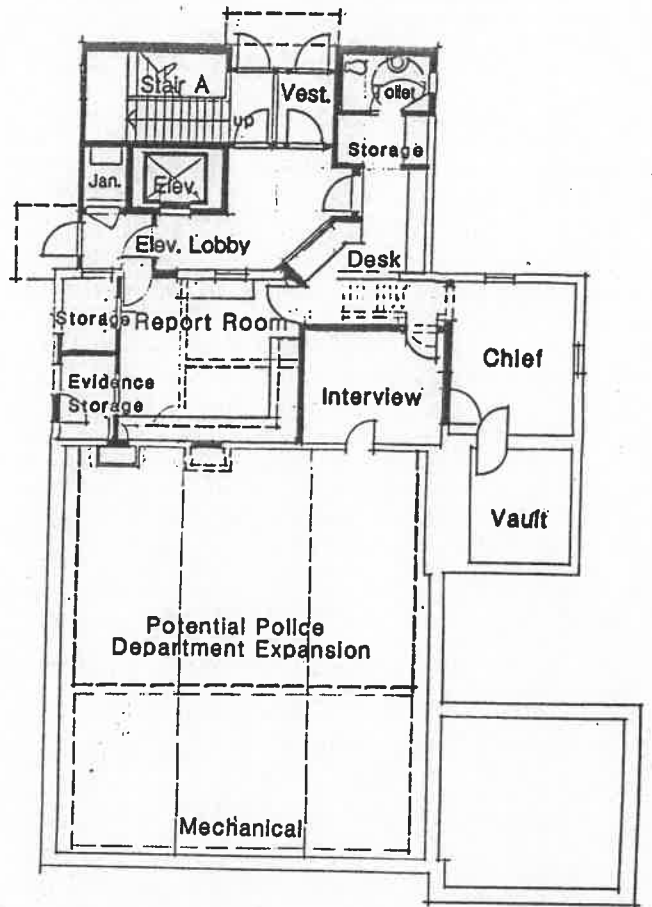 Stair A
Vest.
Toilet
up
Storage
Jan.
Elev.
Elev. Lobby
Desk
Storage
Report Room
Chief
Evidence
Storage
Interview
Vault
Potential Police
Department Expansion
Mechanical